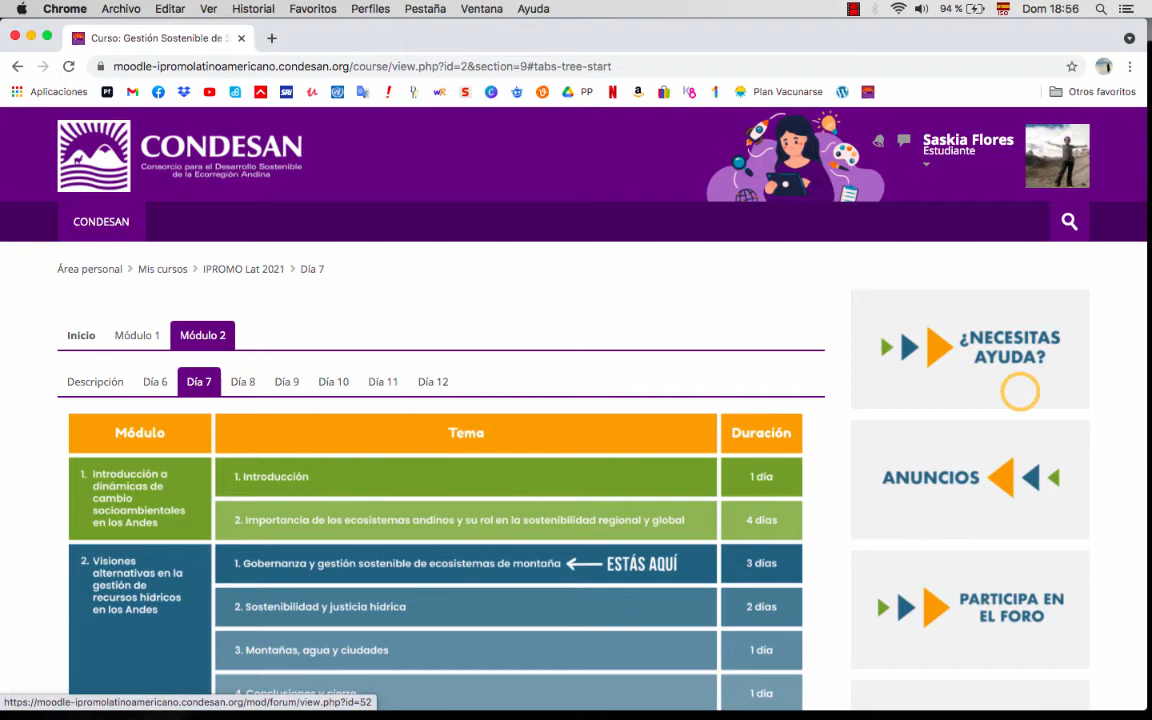 Chrome Archivo Editar Ver Historial Favoritos Perfiles Pestaña Ventana Ayuda 94 % ISO Dom 18:56
Curso: Gestión Sostenible de S
moodle-ipromolatinoamericano.condesan.org/course/view.php?id=2&section=9#tabs-tree-start
Aplicaciones PP Plan Vacunarse Otros favoritos
CONDESAN
Consorcio para el Desarrollo Sostenible
de la Ecorregión Andina
Saskia Flores
Estudiante
CONDESAN
Área personal Mis cursos IPROMO Lat 2021 Día 7
Inicio Módulo 1 Módulo 2
Descripción Día 6 Día 7 Día 8 Día 9 Día 10 Día 11 Día 12
Módulo Tema Duración
1. Introducción a
dinámicas de
cambio
socioambientales
en los Andes
1. Introducción 1 día
2. Importancia de los ecosistemas andinos y su rol en la sostenibilidad regional y global 4 días
2. Visiones
alternativas en la
gestión de
recursos hídricos
en los Andes
1. Gobernanza y gestión sostenible de ecosistemas de montaña ESTÁS AQUÍ 3 días
2. Sostenibilidad y justicia hídrica 2 días
3. Montañas, agua y ciudades 1 día
4. Conclusiones y cierre 1 día
¿NECESITAS
AYUDA?
ANUNCIOS
PARTICIPA EN
EL FORO
https://moodle-ipromolatinoamericano.condesan.org/mod/forum/view.php?id=52